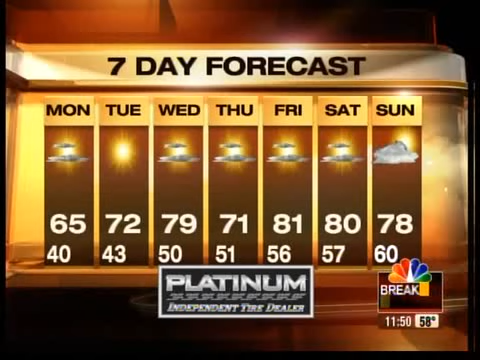 7 DAY FORECAST
MON TUE WED THU FRI SAT SUN
65 72 79 71 81 80 78
40 43 50 51 56 57 60
PLATINUM
INDEPENDENT TIRE DEALER
BREAK
11:50 58°